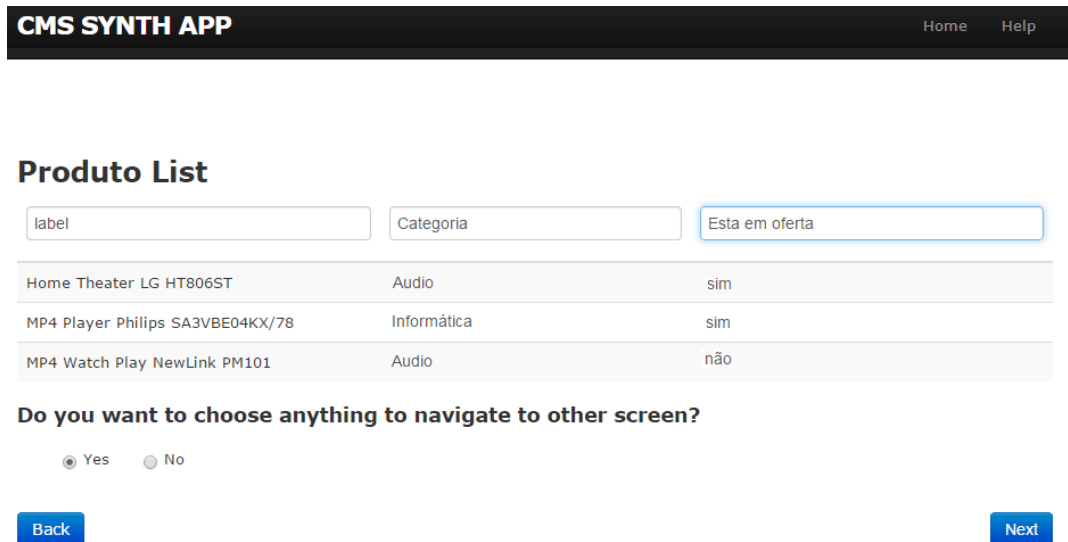 CMS SYNTH APP Home Help
Produto List
label Categoria Esta em oferta
Home Theater LG HT806ST Audio sim
MP4 Player Philips SA3VBE04KX/78 Informática sim
MP4 Watch Play NewLink PM101 Audio não
Do you want to choose anything to navigate to other screen?
Yes No
Back Next